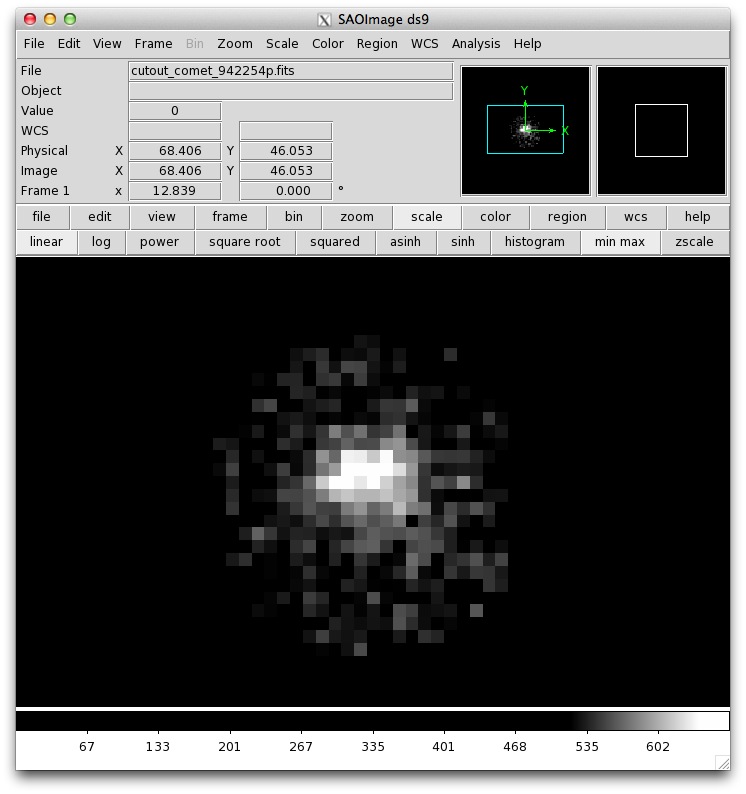 SAOImage ds9
File Edit View Frame Bin Zoom Scale Color Region WCS Analysis Help
File cutout_comet_942254p.fits
Object
Value 0
WCS
Physical X 68.406 Y 46.053
Image X 68.406 Y 46.053
Frame 1 x 12.839 0.000 °
Y
X
file edit view frame bin zoom scale color region wcs help
linear log power square root squared asinh sinh histogram min max zscale
67 133 201 267 335 401 468 535 602